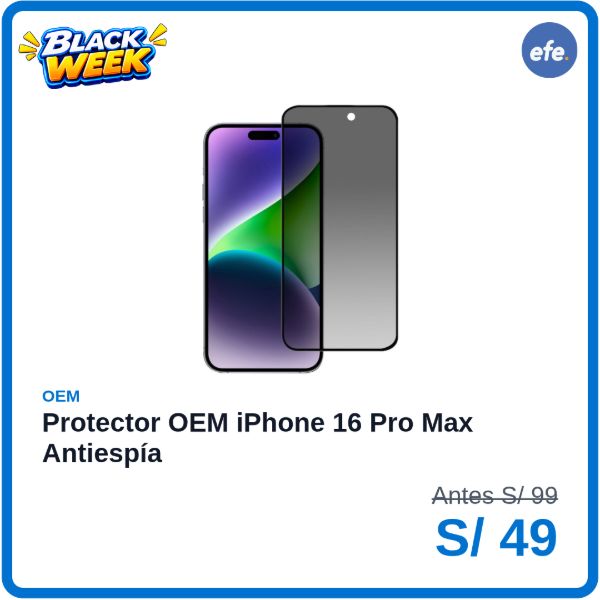 BLACK
WEEK
efe.
OEM
Protector OEM iPhone 16 Pro Max
Antiespía
Antes S/ 99
S/ 49